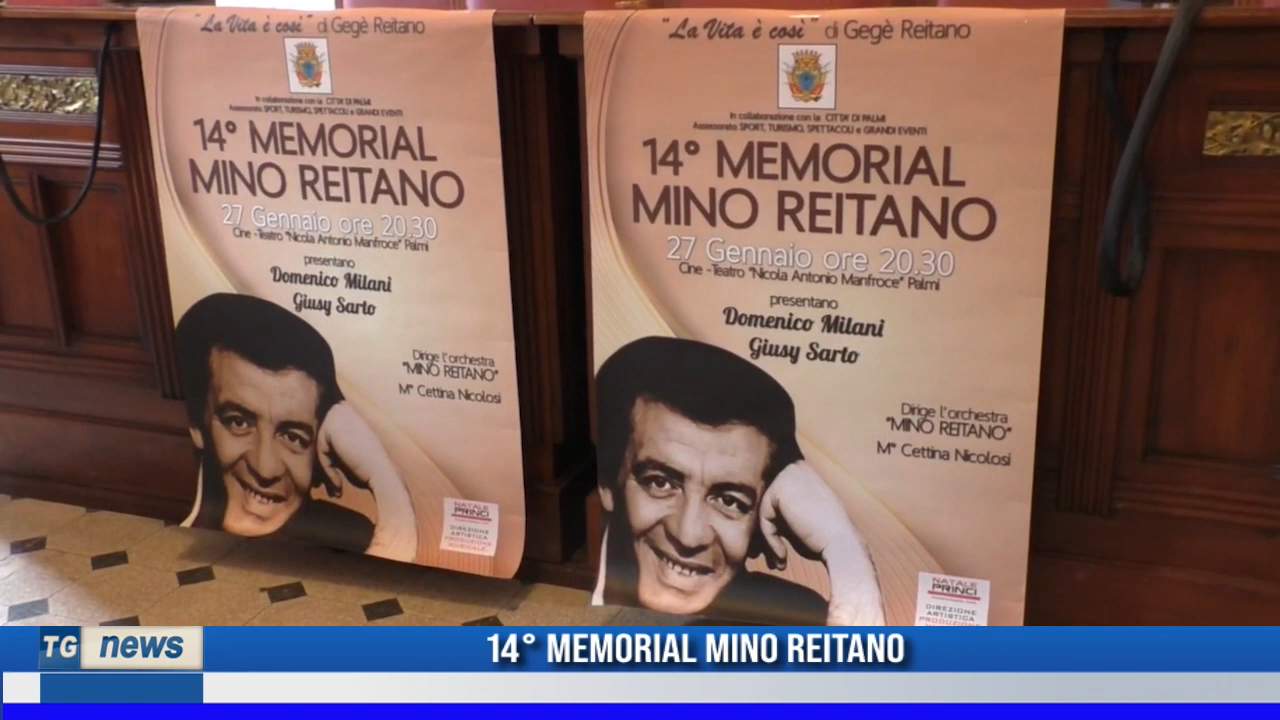 "La Vita è così" di Gegè Reitano
In collaborazione con la CITTA' DI PALMI
Assessorato SPORT, TURISMO, SPETTACOLI e GRANDI EVENTI
14° MEMORIAL
MINO REITANO
27 Gennaio ore 20.30
Cine -Teatro "Nicola Antonio Manfroce" Palmi
presentano
Domenico Milani
Giusy Sarto
Dirige l'orchestra
"MINO REITANO"
M° Cettina Nicolosi
NATALE
PRINCI
DIREZIONE
ARTISTICA
PRODUZIONE
MUSICALE
"La Vita è così" di Gegè Reitano
In collaborazione con la CITTA' DI PALMI
Assessorato SPORT, TURISMO, SPETTACOLI e GRANDI EVENTI
14° MEMORIAL
MINO REITANO
27 Gennaio ore 20.30
Cine -Teatro "Nicola Antonio Manfroce" Palmi
presentano
Domenico Milani
Giusy Sarto
Dirige l'orchestra
"MINO REITANO"
M° Cettina Nicolosi
NATALE
PRINCI
DIREZIONE
ARTISTICA
PRODUZIONE
TG news
14° MEMORIAL MINO REITANO